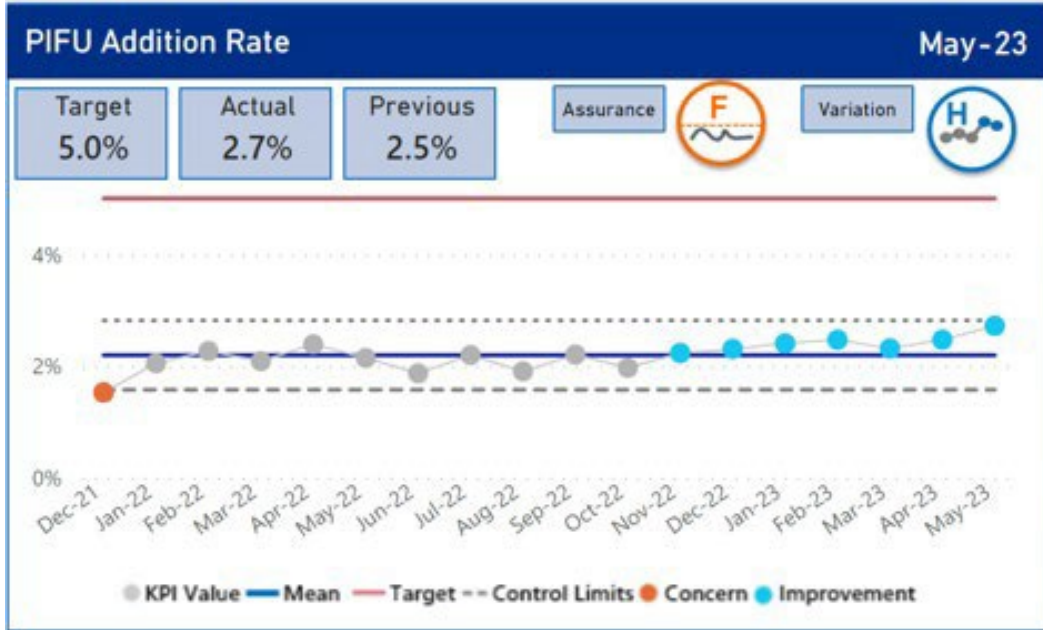 PIFU Addition Rate May-23
Target Actual Previous Assurance F Variation H
5.0% 2.7% 2.5%
4%
2%
0%
Dec-21 Jan-22 Feb-22 Mar-22 Apr-22 May-22 Jun-22 Jul-22 Aug-22 Sep-22 Oct-22 Nov-22 Dec-22 Jan-23 Feb-23 Mar-23 Apr-23 May-23
KPI Value Mean Target Control Limits Concern Improvement